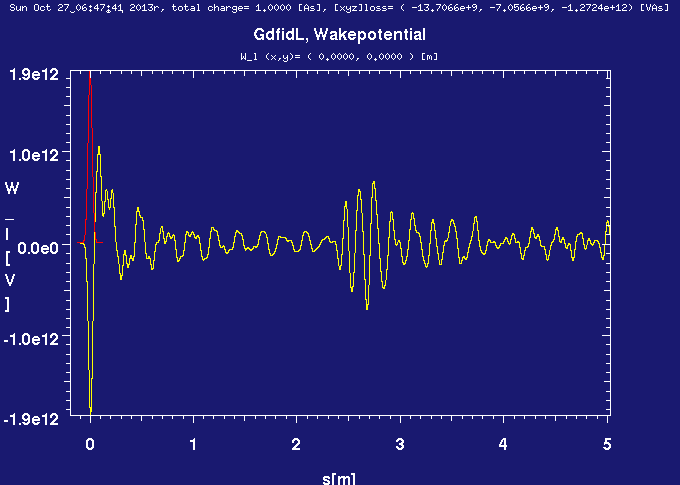 Sun Oct 27_06:47:41 2013r, total charge= 1.0000 [As], [xyz]loss= ( -13.7066e+9, -7.0566e+9, -1.2724e+12) [VAs]
GdfidL, Wakepotential
W_l (x,y)= ( 0.0000, 0.0000 ) [m]
1.9e12
1.0e12
W_l[V]
0.0e0
-1.0e12
-1.9e12
0 1 2 3 4 5
s[m]